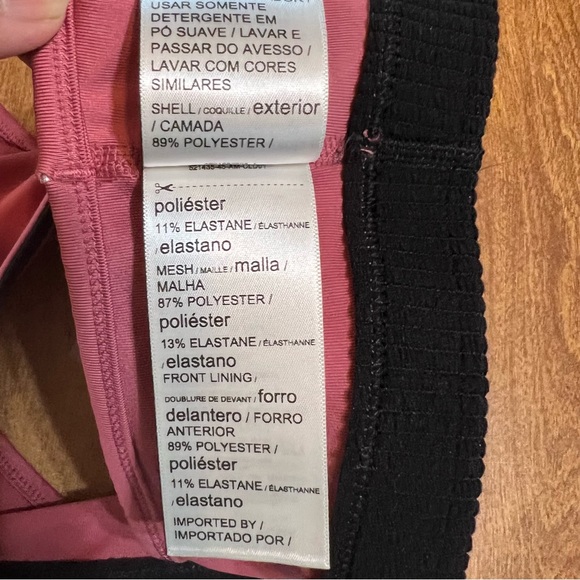 USAR SOMENTE
DETERGENTE EM
PÓ SUAVE / LAVAR E
PASSAR DO AVESSO /
LAVAR COM CORES
SIMILARES
SHELL / COQUILLE / exterior
/ CAMADA
89% POLYESTER /
poliéster
11% ELASTANE / ÉLASTHANNE
/ elastano
MESH / MAILLE / malla /
MALHA
87% POLYESTER /
poliéster
13% ELASTANE / ÉLASTHANNE
/ elastano
FRONT LINING /
DOUBLURE DE DEVANT / forro
delantero / FORRO
ANTERIOR
89% POLYESTER /
poliéster
11% ELASTANE / ÉLASTHANNE
/ elastano
IMPORTED BY /
IMPORTADO POR /